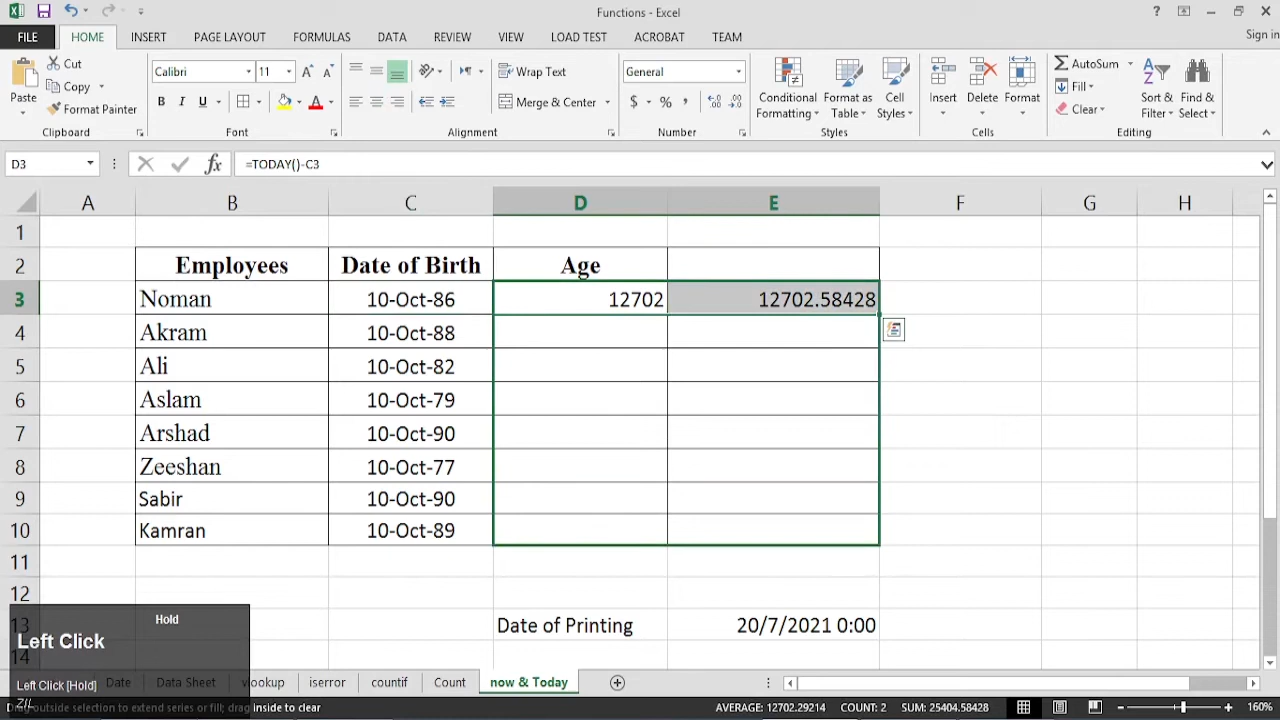 Functions - Excel
Sign in
FILE HOME INSERT PAGE LAYOUT FORMULAS DATA REVIEW VIEW LOAD TEST ACROBAT TEAM
Paste Cut Copy Format Painter Clipboard
Calibri 11 B I U A Font
Wrap Text Merge & Center Alignment
General $ % , Number
Conditional Formatting Format as Table Cell Styles Styles
Insert Delete Format Cells
AutoSum Fill Clear Sort & Filter Find & Select Editing
D3 fx =TODAY()-C3
A B C D E F G H
1
2 Employees Date of Birth Age
3 Noman 10-Oct-86 12702 12702.58428
4 Akram 10-Oct-88
5 Ali 10-Oct-82
6 Aslam 10-Oct-79
7 Arshad 10-Oct-90
8 Zeeshan 10-Oct-77
9 Sabir 10-Oct-90
10 Kamran 10-Oct-89
11
12
13 Date of Printing 20/7/2021 0:00
14
Hold
Left Click
Left Click [Hold]
Date Data Sheet vlookup iserror countif Count now & Today
Drag outside selection to extend series or fill; drag inside to clear AVERAGE: 12702.29214 COUNT: 2 SUM: 25404.58428 160%